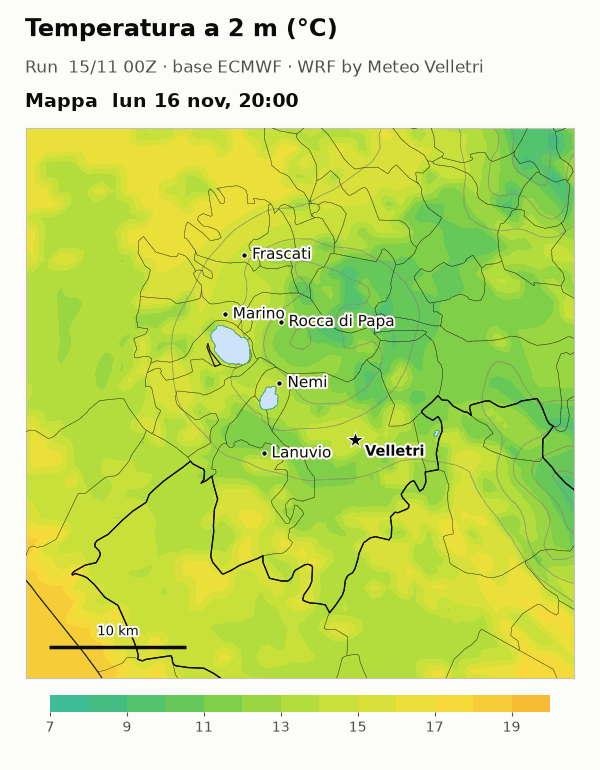 Temperatura a 2 m (°C)
Run  15/11 00Z · base ECMWF · WRF by Meteo Velletri
Mappa  lun 16 nov, 20:00
Frascati
Marino
Rocca di Papa
Nemi
Velletri
Lanuvio
10 km
7 9 11 13 15 17 19